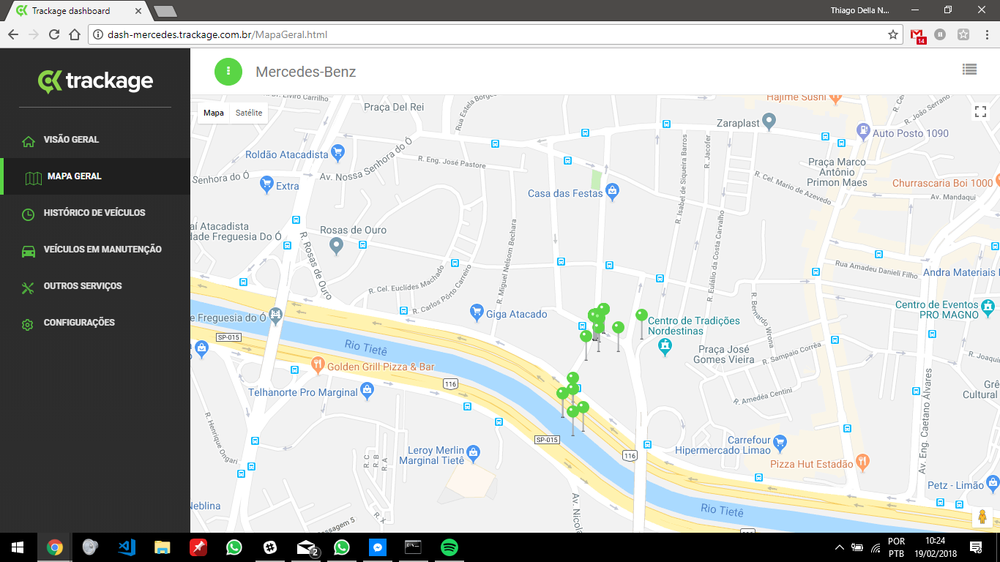 Trackage dashboard
Thiago Della N...
dash-mercedes.trackage.com.br/MapaGeral.html
14
trackage
Mercedes-Benz
VISÃO GERAL
MAPA GERAL
HISTÓRICO DE VEÍCULOS
VEÍCULOS EM MANUTENÇÃO
OUTROS SERVIÇOS
CONFIGURAÇÕES
Mapa
Satélite
Praça Del Rei
Rua Estela Borges
Hajime Sushi
R. João Serrano
Zaraplast
Auto Posto 1090
Roldão Atacadista
Av. Nossa Senhora do Ó
R. Eng. José Pastore
Senhora do Ó
Extra
Casa das Festas
R. Isabel de Siqueira Barros
R. Jacofer
R. Cel. Mario de Azevedo
Praça Marco
Antônio
Primon Maes
Churrascaria Boi 1000
Av. Mandaqui
aí Atacadista
dade Freguesia Do Ó
R. Rosas de Ouro
Rosas de Ouro
R. Miguel Nelsom Bechara
R. Eulálio da Costa Carvalho
Rua Amadeu Danieli Filho
Andra Materiais
R. Cel. Euclídes Machado
R. Carlos Pôrto Carreiro
Giga Atacado
e Freguesia do Ó
Centro de Tradições
Nordestinas
R. Bernardo Wrona
Centro de Eventos
PRO MAGNO
SP-015
Rio Tietê
Golden Grill Pizza & Bar
116
Telhanorte Pro Marginal
Praça José
Gomes Vieira
R. Sampaio Corrêa
R. Joaquin
R. Amedéa Centini
Av. Eng. Caetano Álvares
Grê
Cultural
R. Henrique Ongari
SP-015
Leroy Merlin
Marginal Tietê
R. C.
R. B.
R. A.
116
Carrefour
Hipermercado Limao
Pizza Hut Estadão
Petz - Limão
Neblina
ssagem 5
R. X
Av. Nicola
Rio Tietê
116
2
POR
PTB
10:24
19/02/2018